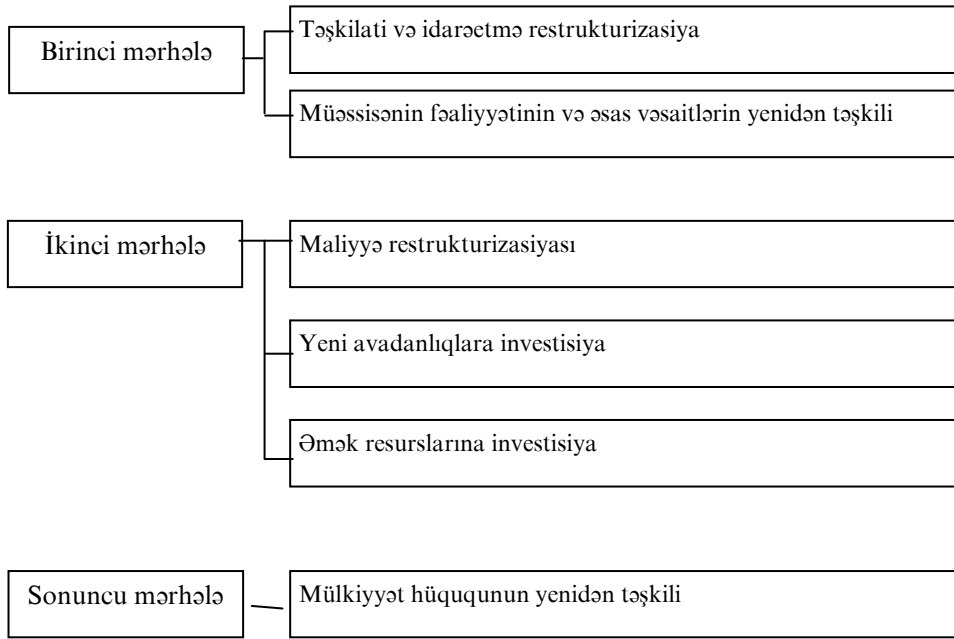 Birinci mərhələ
Təşkilati və idarəetmə restrukturizasiya
Müəssisənin fəaliyyətinin və əsas vəsaitlərin yenidən təşkili
İkinci mərhələ
Maliyyə restrukturizasiyası
Yeni avadanlıqlara investisiya
Əmək resurslarına investisiya
Sonuncu mərhələ
Mülkiyyət hüququnun yenidən təşkili